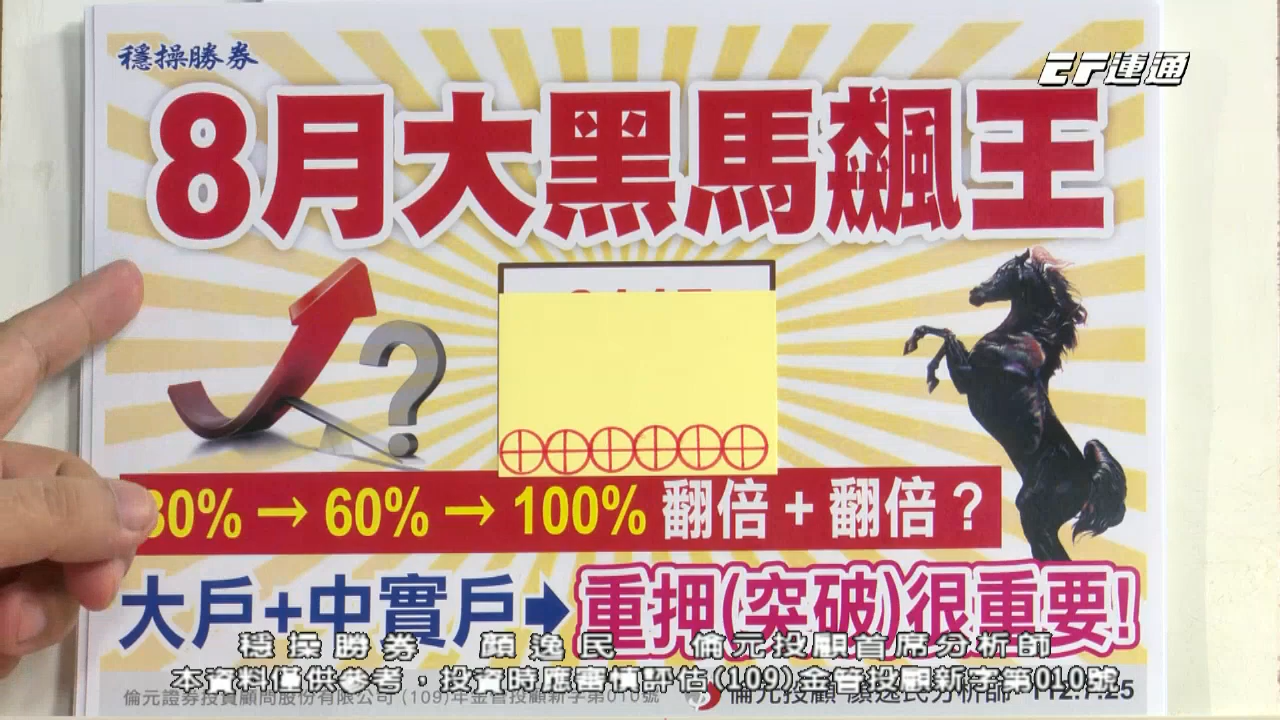 穩操勝券
EF運通
8月大黑馬飆王
30% → 60% → 100% 翻倍 + 翻倍？
大戶+中實戶➡重押(突破)很重要!
穩操勝券 顏逸民 倫元投顧首席分析師
本資料僅供參考，投資時應審慎評估(109)金管投顧新字第010號
倫元證券投資顧問股份有限公司 (109)年金管投顧新字第010號
倫元投顧 顏逸民分析師 112.7.25